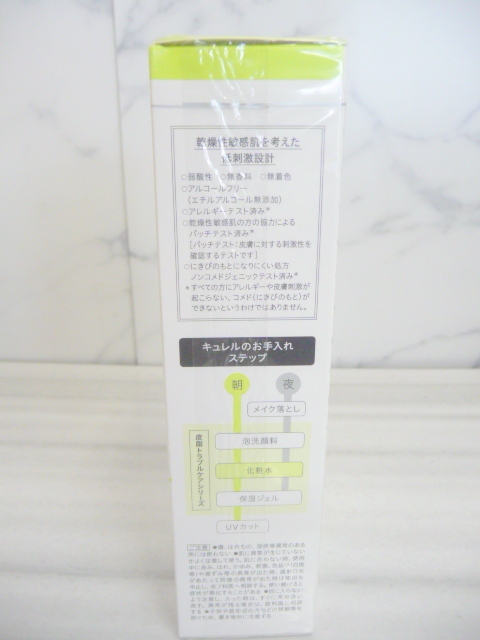 乾燥性敏感肌を考えた
低刺激設計
○弱酸性 ○無香料 ○無着色
○アルコールフリー
(エチルアルコール無添加)
○アレルギーテスト済み*
○乾燥性敏感肌の方の協力による
パッチテスト済み*
[パッチテスト:皮膚に対する刺激性を
確認するテストです]
○にきびのもとになりにくい処方
ノンコメドジェニックテスト済み*
*すべての方にアレルギーや皮膚刺激が
起こらない、コメド(にきびのもと)が
できないというわけではありません。
キュレルのお手入れ
ステップ
朝 夜
メイク落とし
皮脂トラブルケアシリーズ
泡洗顔料
化粧水
保湿ジェル
UVカット
ご注意